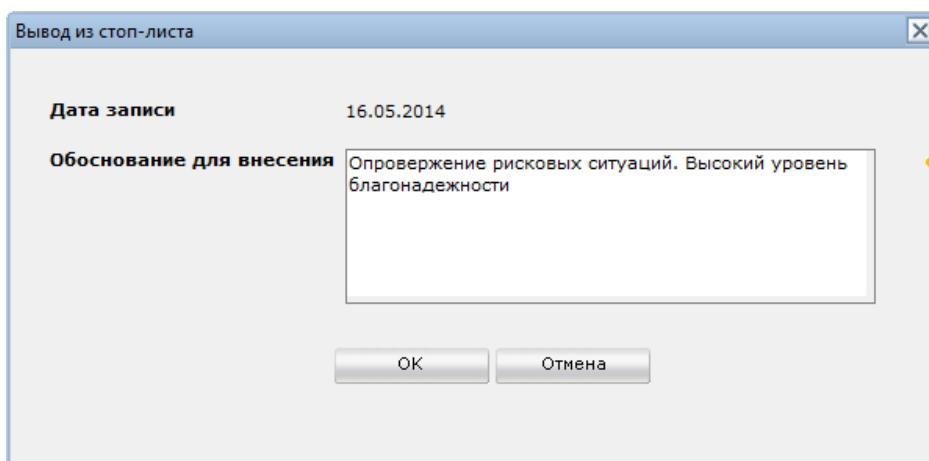 Вывод из стоп-листа
Дата записи 16.05.2014
Обоснование для внесения
Опровержение рисковых ситуаций. Высокий уровень
благонадежности
ОК Отмена